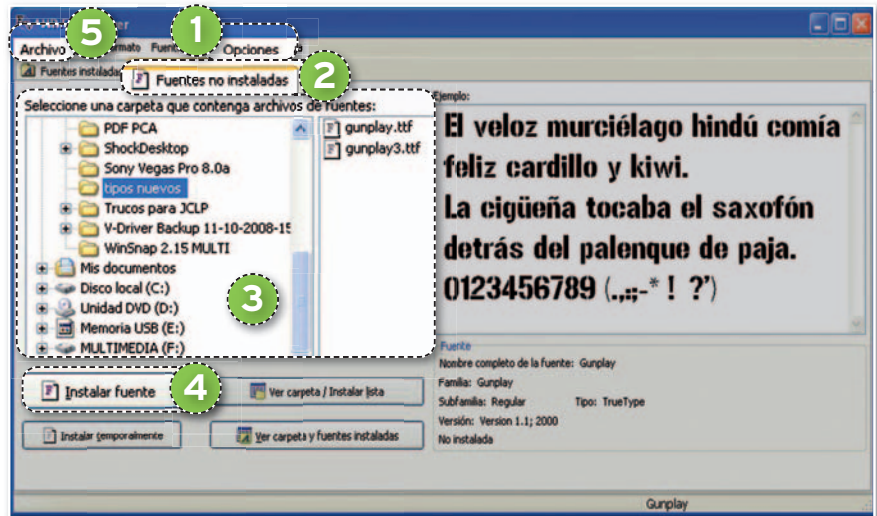 5
1
Archivo Opciones
Fuentes instaladas
Fuentes no instaladas
2
Seleccione una carpeta que contenga archivos de fuentes:
PDF PCA
ShockDesktop
Sony Vegas Pro 8.0a
tipos nuevos
Trucos para JCLP
V-Driver Backup 11-10-2008-15
WinSnap 2.15 MULTI
Mis documentos
Disco local (C:)
Unidad DVD (D:)
Memoria USB (E:)
MULTIMEDIA (F:)
3
gunplay.ttf
gunplay3.ttf
Ejemplo:
El veloz murciélago hindú comía
feliz cardillo y kiwi.
La cigüeña tocaba el saxofón
detrás del palenque de paja.
0123456789 (.,:;-* ! ?')
Instalar fuente
4
Ver carpeta / Instalar lista
Instalar temporalmente
Ver carpeta y fuentes instaladas
Fuente
Nombre completo de la fuente: Gunplay
Familia: Gunplay
Subfamilia: Regular Tipo: TrueType
Versión: Version 1.1; 2000
No instalada
Gunplay